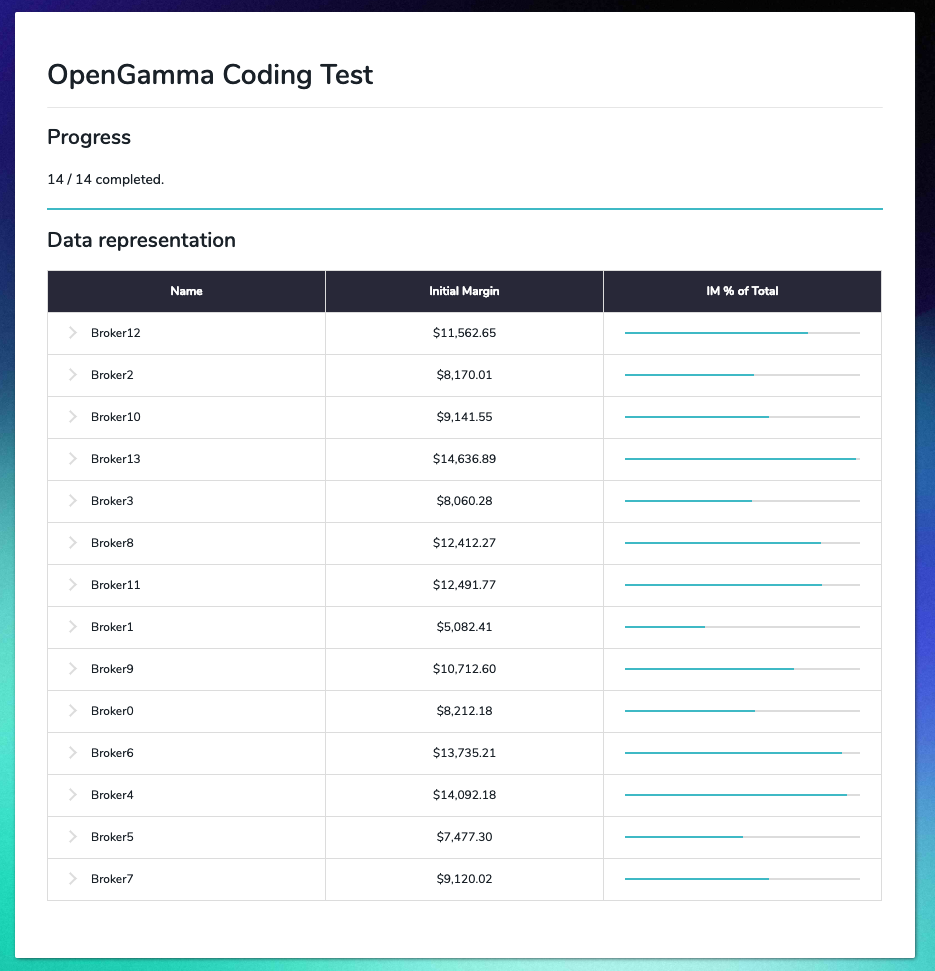 OpenGamma Coding Test
Progress
14 / 14 completed.
Data representation
Name Initial Margin IM % of Total
Broker12 $11,562.65
Broker2 $8,170.01
Broker10 $9,141.55
Broker13 $14,636.89
Broker3 $8,060.28
Broker8 $12,412.27
Broker11 $12,491.77
Broker1 $5,082.41
Broker9 $10,712.60
Broker0 $8,212.18
Broker6 $13,735.21
Broker4 $14,092.18
Broker5 $7,477.30
Broker7 $9,120.02